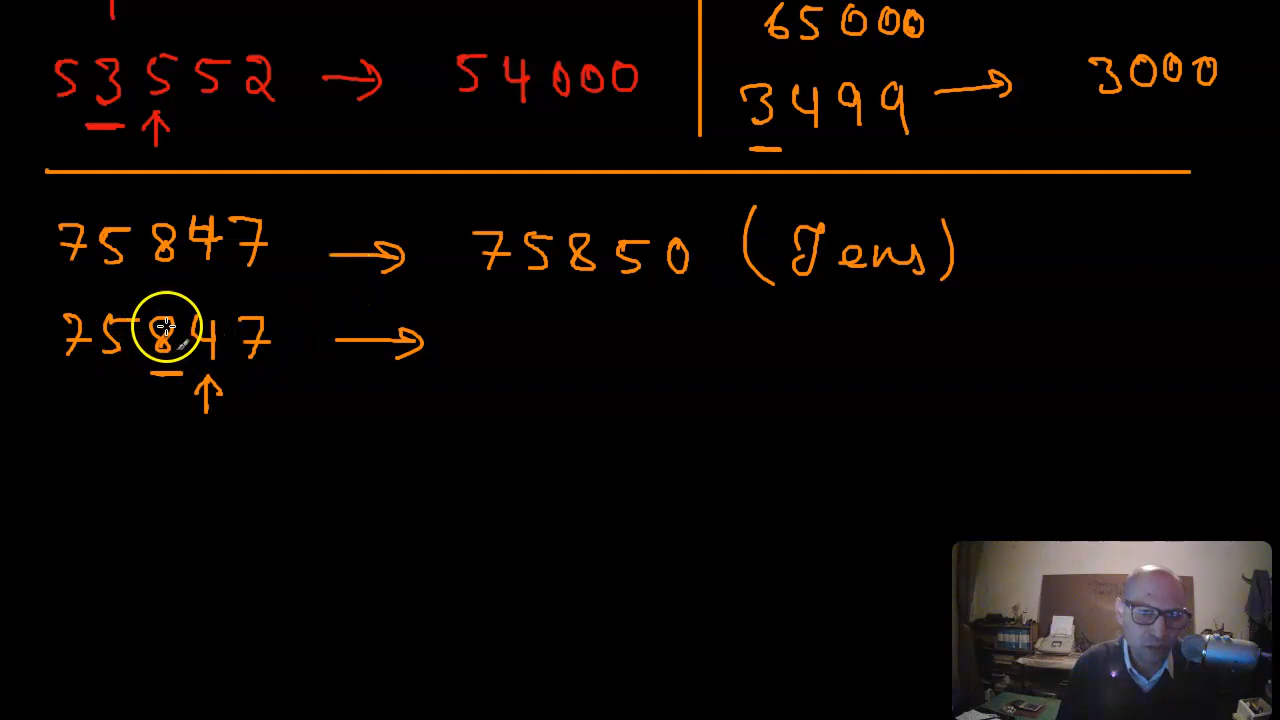 65000
53552 → 54000
3499 → 3000
75847 → 75850 (Tens)
75847 →